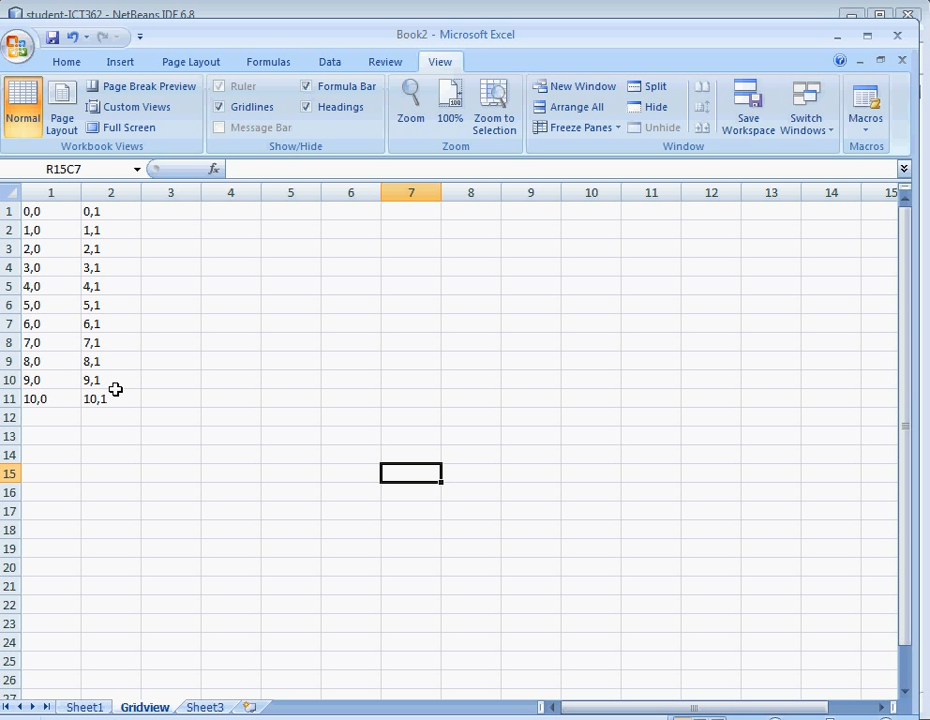 student-ICT362 - NetBeans IDE 6.8
Book2 - Microsoft Excel
Home Insert Page Layout Formulas Data Review View
Normal Page Layout Page Break Preview Custom Views Full Screen
Workbook Views
Ruler Formula Bar
Gridlines Headings
Message Bar
Show/Hide
Zoom 100% Zoom to Selection
Zoom
New Window Split
Arrange All Hide
Freeze Panes Unhide
Save Workspace Switch Windows
Window
Macros
Macros
R15C7 fx
1 2 3 4 5 6 7 8 9 10 11 12 13 14 15
1 0,0 0,1
2 1,0 1,1
3 2,0 2,1
4 3,0 3,1
5 4,0 4,1
6 5,0 5,1
7 6,0 6,1
8 7,0 7,1
9 8,0 8,1
10 9,0 9,1
11 10,0 10,1
12
13
14
15
16
17
18
19
20
21
22
23
24
25
26
27
Sheet1 Gridview Sheet3